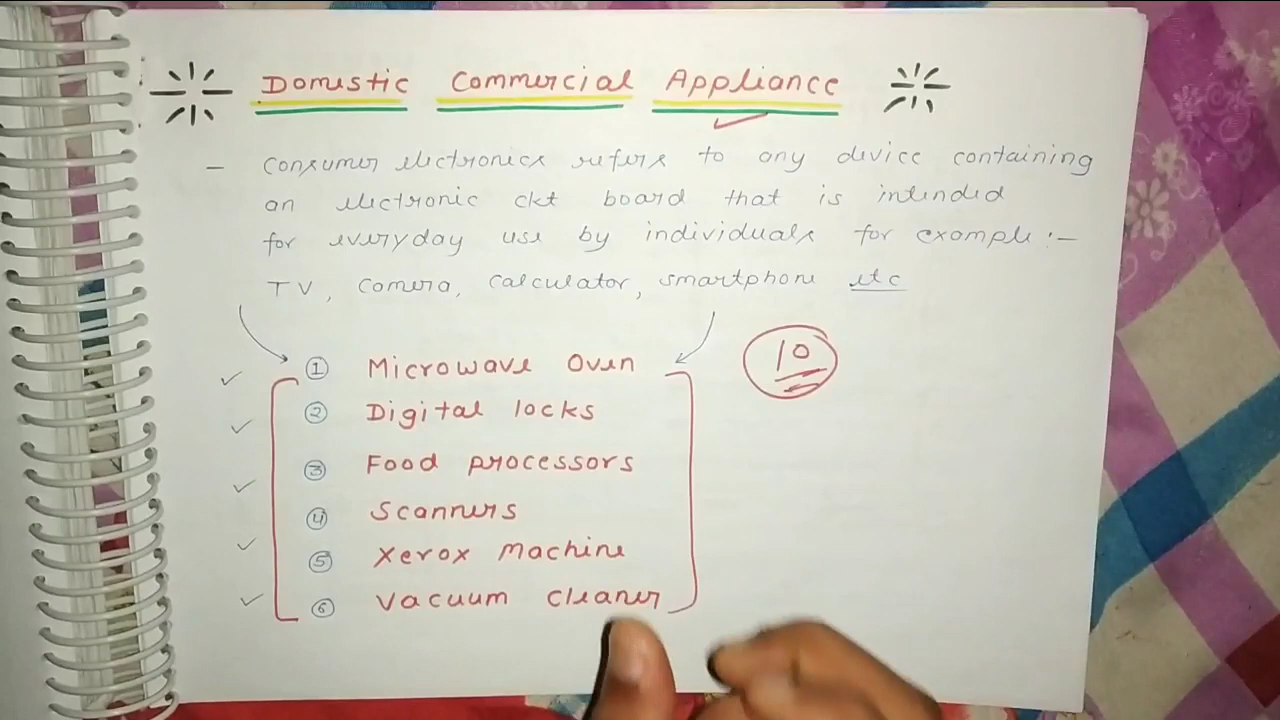 Domestic Commercial Appliance
- Consumer electronics refers to any device containing
an electronic ckt board that is intended
for everyday use by individuals for example :-
TV, Camera, Calculator, smartphone etc
① Microwave Oven
10
② Digital locks
③ Food processors
④ Scanners
⑤ Xerox Machine
⑥ Vacuum cleaner